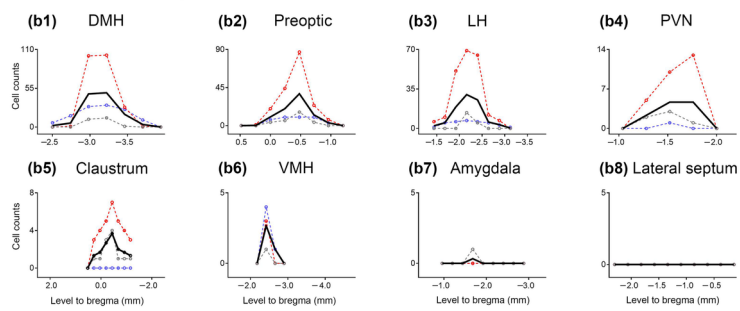 (b1) DMH
(b2) Preoptic
(b3) LH
(b4) PVN
Cell counts
110
55
0
−2.5 −3.0 −3.5
80
40
0
0.5 0.0 −0.5 −1.0
70
35
0
−1.5 −2.0 −2.5 −3.1 −3.5
14
7
0
−1.0 −1.5 −2.0
(b5) Claustrum
(b6) VMH
(b7) Amygdala
(b8) Lateral septum
Cell counts
8
4
0
2.0 0.0 −2.0
Level to bregma (mm)
5
0
−2.0 −3.0 −4.0
Level to bregma (mm)
5
0
−1.0 −2.0 −3.0
Level to bregma (mm)
5
0
−2.0 −1.5 −1.0 −0.5
Level to bregma (mm)